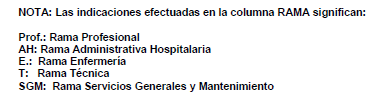 NOTA: Las indicaciones efectuadas en la columna RAMA significan:
Prof.: Rama Profesional
AH: Rama Administrativa Hospitalaria
E.: Rama Enfermería
T: Rama Técnica
SGM: Rama Servicios Generales y Mantenimiento